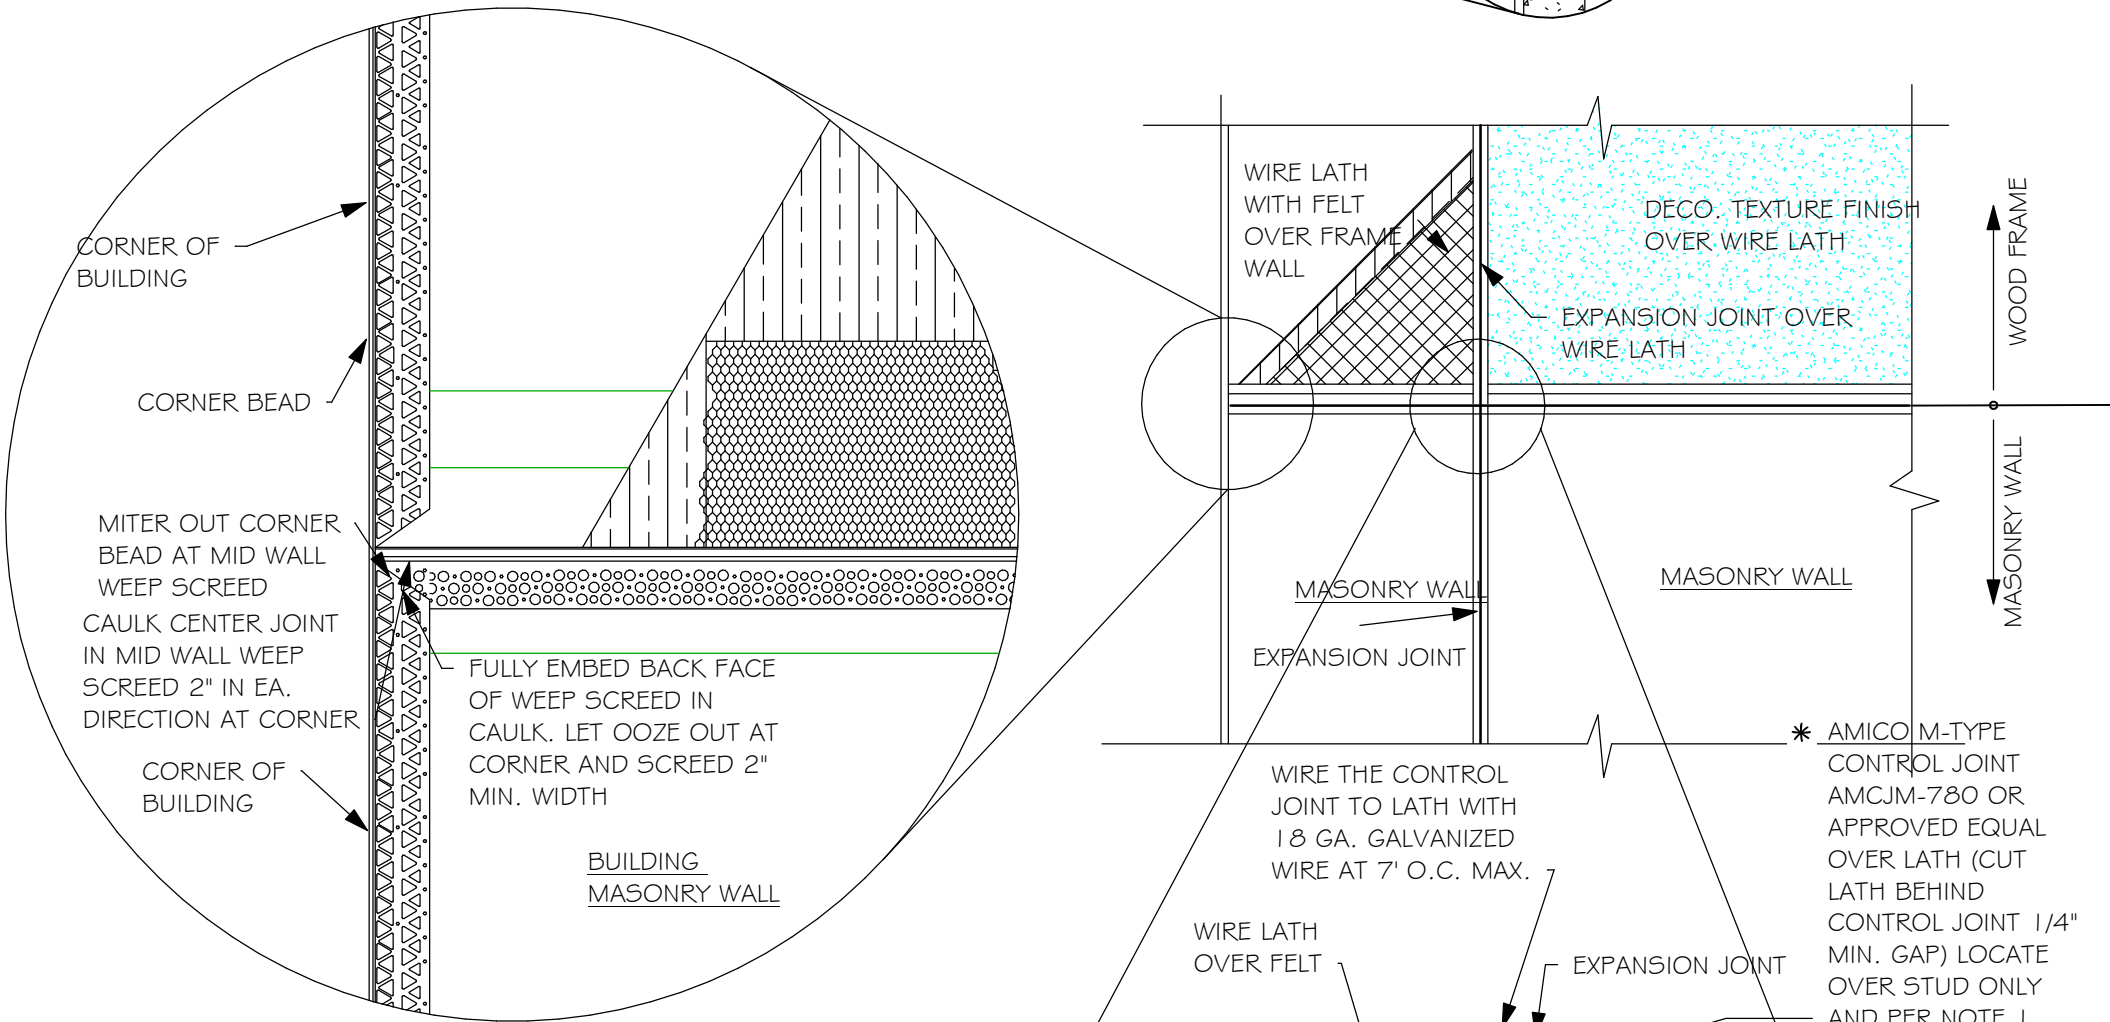 CORNER OF
BUILDING
CORNER BEAD
MITER OUT CORNER
BEAD AT MID WALL
WEEP SCREED
CAULK CENTER JOINT
IN MID WALL WEEP
SCREED 2" IN EA.
DIRECTION AT CORNER
CORNER OF
BUILDING
FULLY EMBED BACK FACE
OF WEEP SCREED IN
CAULK. LET OOZE OUT AT
CORNER AND SCREED 2"
MIN. WIDTH
BUILDING
MASONRY WALL
WIRE LATH
WITH FELT
OVER FRAME
WALL
DECO. TEXTURE FINISH
OVER WIRE LATH
EXPANSION JOINT OVER
WIRE LATH
WOOD FRAME
MASONRY WALL
MASONRY WALL
MASONRY WALL
EXPANSION JOINT
WIRE THE CONTROL
JOINT TO LATH WITH
18 GA. GALVANIZED
WIRE AT 7' O.C. MAX.
WIRE LATH
OVER FELT
EXPANSION JOINT
* AMICO M-TYPE
CONTROL JOINT
AMCJM-780 OR
APPROVED EQUAL
OVER LATH (CUT
LATH BEHIND
CONTROL JOINT 1/4"
MIN. GAP) LOCATE
OVER STUD ONLY
AND PER NOTE 1